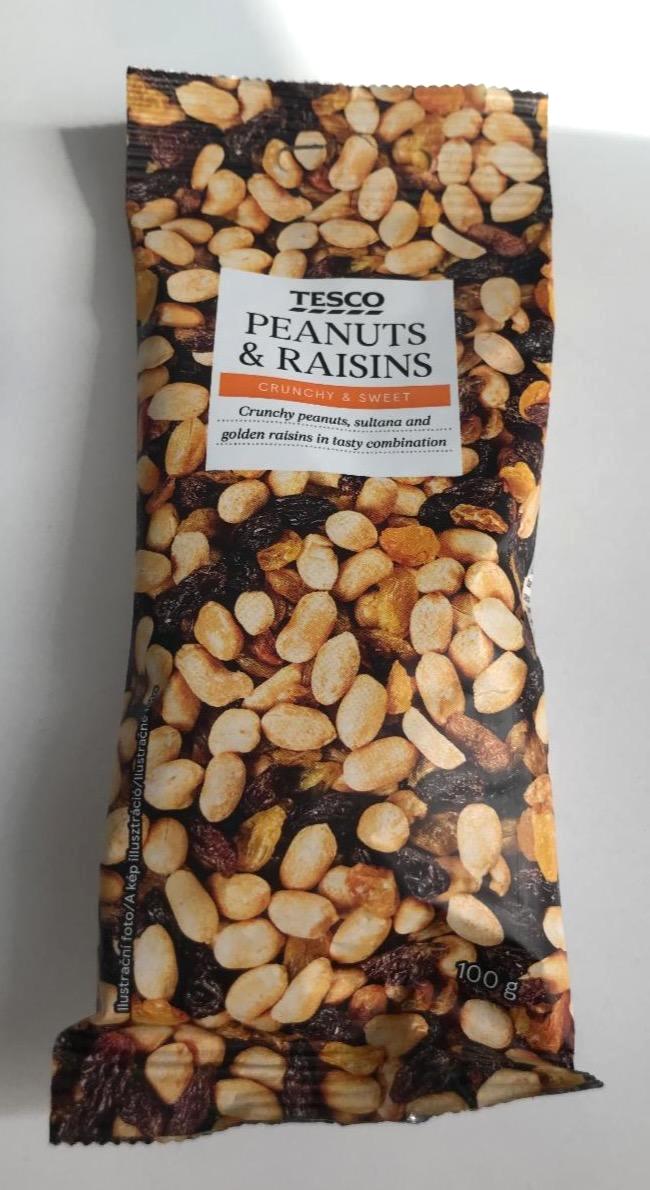 TESCO
PEANUTS
& RAISINS
CRUNCHY & SWEET
Crunchy peanuts, sultana and
golden raisins in tasty combination
Ilustrační foto/A kép illusztráció/Ilustračné
100 g